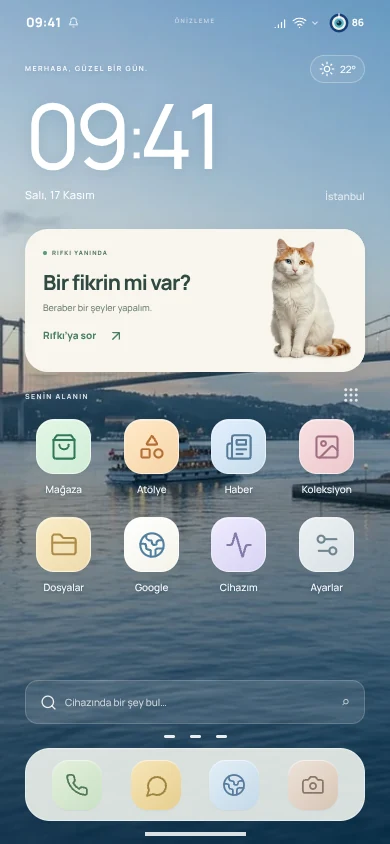 09:41
ÖNİZLEME
86
MERHABA, GÜZEL BİR GÜN.
22°
09:41
Salı, 17 Kasım
İstanbul
RIFKI YANINDA
Bir fikrin mi var?
Beraber bir şeyler yapalım.
Rıfkı'ya sor
SENİN ALANIN
Mağaza
Atölye
Haber
Koleksiyon
Dosyalar
Google
Cihazım
Ayarlar
Cihazında bir şey bul...